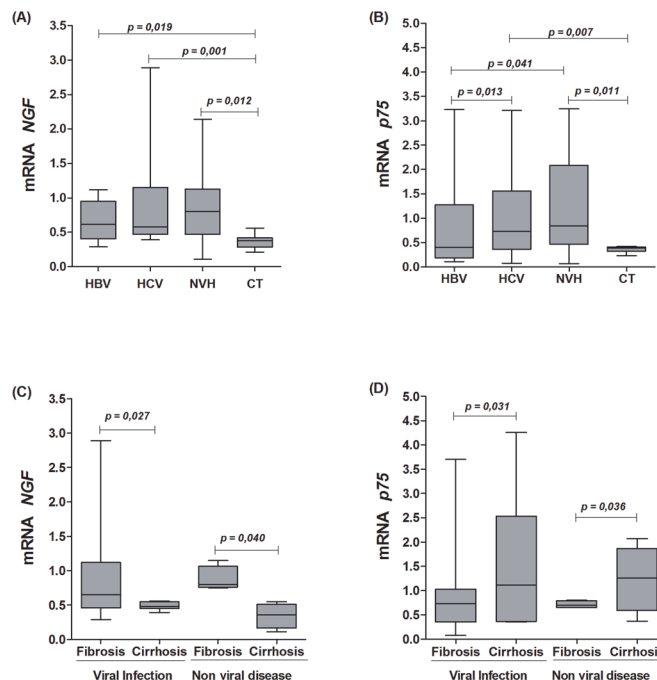 (A)
3.5
3.0
2.5
2.0
1.5
1.0
0.5
0.0
mRNA NGF
p = 0,019
p = 0,001
p = 0,012
HBV HCV NVH CT
(B)
5.0
4.5
4.0
3.5
3.0
2.5
2.0
1.5
1.0
0.5
0.0
mRNA p75
p = 0,007
p = 0,041
p = 0,013
p = 0,011
HBV HCV NVH CT
(C)
3.5
3.0
2.5
2.0
1.5
1.0
0.5
0.0
mRNA NGF
p = 0,027
p = 0,040
Fibrosis Cirrhosis Fibrosis Cirrhosis
Viral Infection Non viral disease
(D)
5.0
4.5
4.0
3.5
3.0
2.5
2.0
1.5
1.0
0.5
0.0
mRNA p75
p = 0,031
p = 0,036
Fibrosis Cirrhosis Fibrosis Cirrhosis
Viral Infection Non viral disease